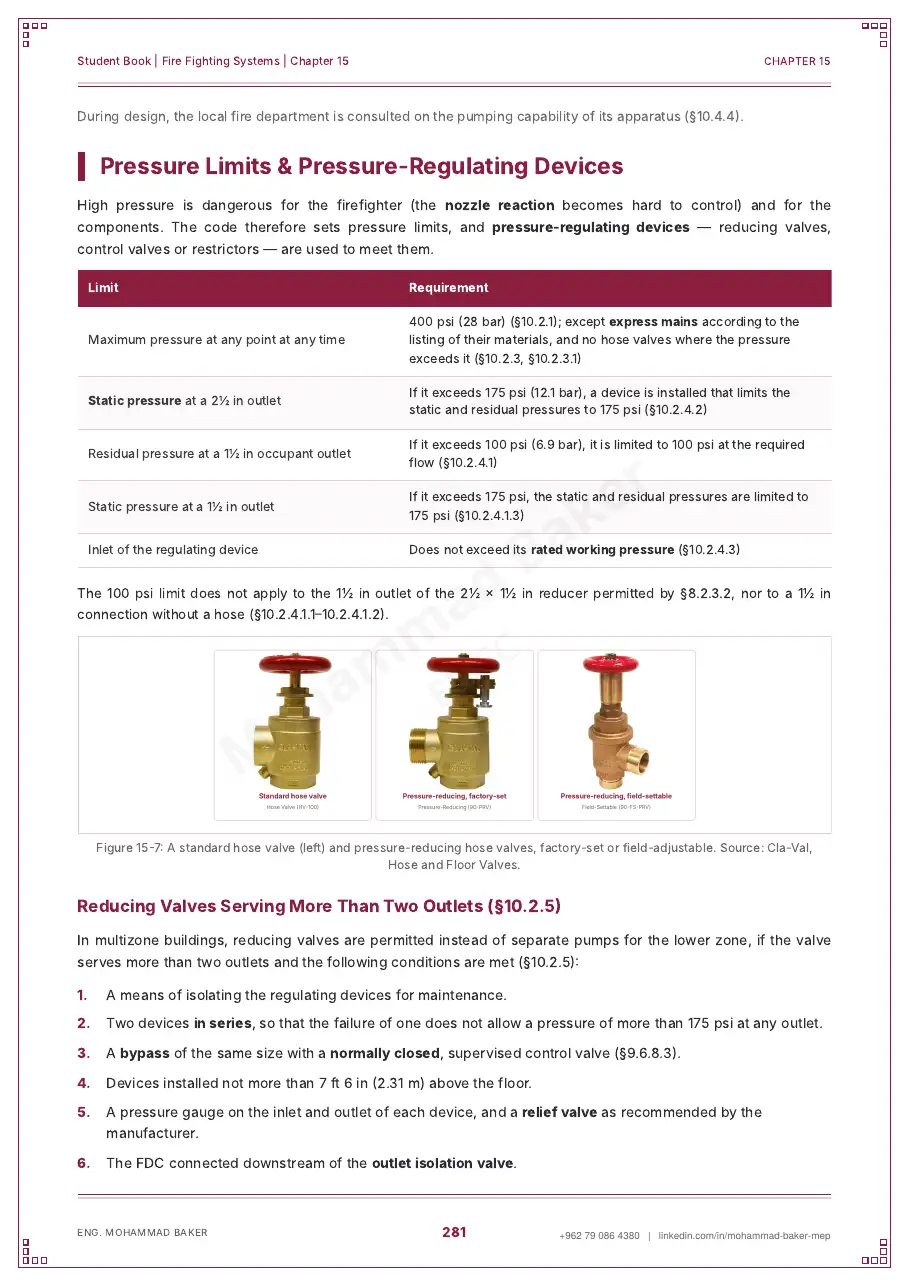 Student Book | Fire Fighting Systems | Chapter 15
CHAPTER 15
During design, the local fire department is consulted on the pumping capability of its apparatus (§10.4.4).
Pressure Limits & Pressure-Regulating Devices
High pressure is dangerous for the firefighter (the nozzle reaction becomes hard to control) and for the
components. The code therefore sets pressure limits, and pressure-regulating devices — reducing valves,
control valves or restrictors — are used to meet them.
Limit
Requirement
Maximum pressure at any point at any time
400 psi (28 bar) (§10.2.1); except express mains according to the
listing of their materials, and no hose valves where the pressure
exceeds it (§10.2.3, §10.2.3.1)
Static pressure at a 2½ in outlet
If it exceeds 175 psi (12.1 bar), a device is installed that limits the
static and residual pressures to 175 psi (§10.2.4.2)
Residual pressure at a 1½ in occupant outlet
If it exceeds 100 psi (6.9 bar), it is limited to 100 psi at the required
flow (§10.2.4.1)
Static pressure at a 1½ in outlet
If it exceeds 175 psi, the static and residual pressures are limited to
175 psi (§10.2.4.1.3)
Inlet of the regulating device
Does not exceed its rated working pressure (§10.2.4.3)
The 100 psi limit does not apply to the 1½ in outlet of the 2½ × 1½ in reducer permitted by §8.2.3.2, nor to a 1½ in
connection without a hose (§10.2.4.1.1–10.2.4.1.2).
Mohammad Baker
Standard hose valve
Hose Valve (HV-100)
Pressure-reducing, factory-set
Pressure-Reducing (90-PRV)
Pressure-reducing, field-settable
Field-Settable (90-FS-PRV)
Figure 15-7: A standard hose valve (left) and pressure-reducing hose valves, factory-set or field-adjustable. Source: Cla-Val,
Hose and Floor Valves.
Reducing Valves Serving More Than Two Outlets (§10.2.5)
In multizone buildings, reducing valves are permitted instead of separate pumps for the lower zone, if the valve
serves more than two outlets and the following conditions are met (§10.2.5):
1. A means of isolating the regulating devices for maintenance.
2. Two devices in series, so that the failure of one does not allow a pressure of more than 175 psi at any outlet.
3. A bypass of the same size with a normally closed, supervised control valve (§9.6.8.3).
4. Devices installed not more than 7 ft 6 in (2.31 m) above the floor.
5. A pressure gauge on the inlet and outlet of each device, and a relief valve as recommended by the
manufacturer.
6. The FDC connected downstream of the outlet isolation valve.
ENG. MOHAMMAD BAKER
281
+962 79 086 4380 | linkedin.com/in/mohammad-baker-mep